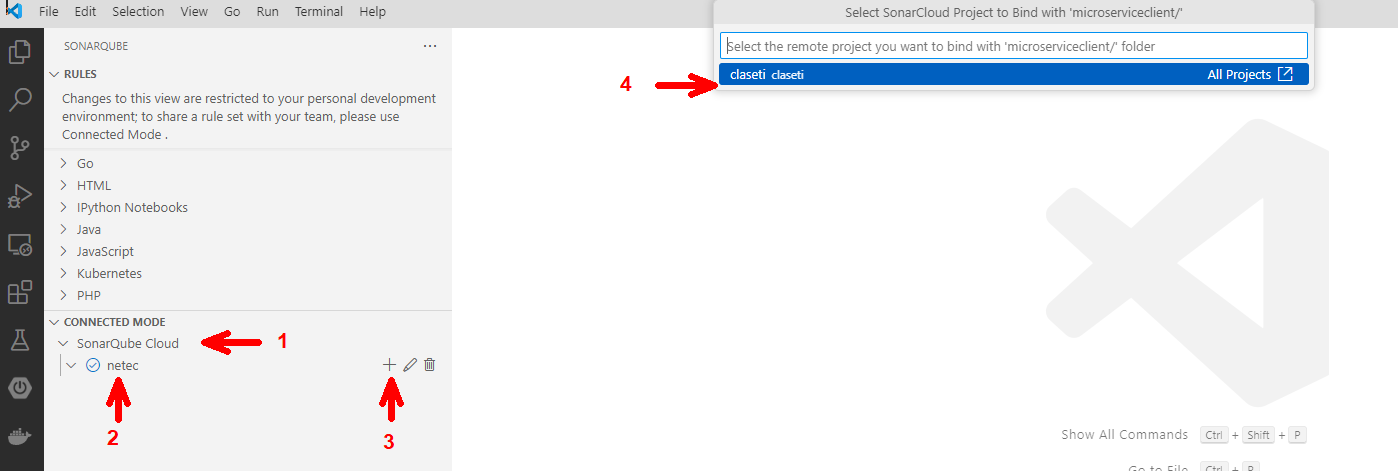 File Edit Selection View Go Run Terminal Help
Select SonarCloud Project to Bind with 'microserviceclient/'
Select the remote project you want to bind with 'microserviceclient/' folder
claseti claseti All Projects
4
SONARQUBE
RULES
Changes to this view are restricted to your personal development
environment; to share a rule set with your team, please use
Connected Mode .
Go
HTML
IPython Notebooks
Java
JavaScript
Kubernetes
PHP
CONNECTED MODE
SonarQube Cloud
1
netec
2
3
Show All Commands Ctrl + Shift + P
Go to File Ctrl + P